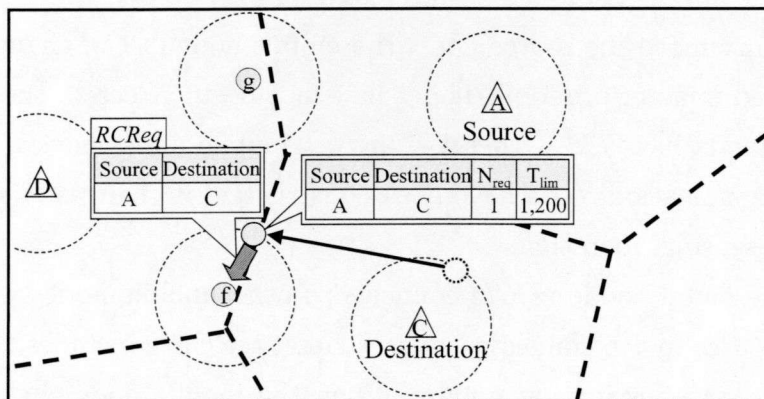 g
A
Source
RCReq
D
Source Destination
A C
Source Destination N_req T_lim
A C 1 1,200
f
C
Destination